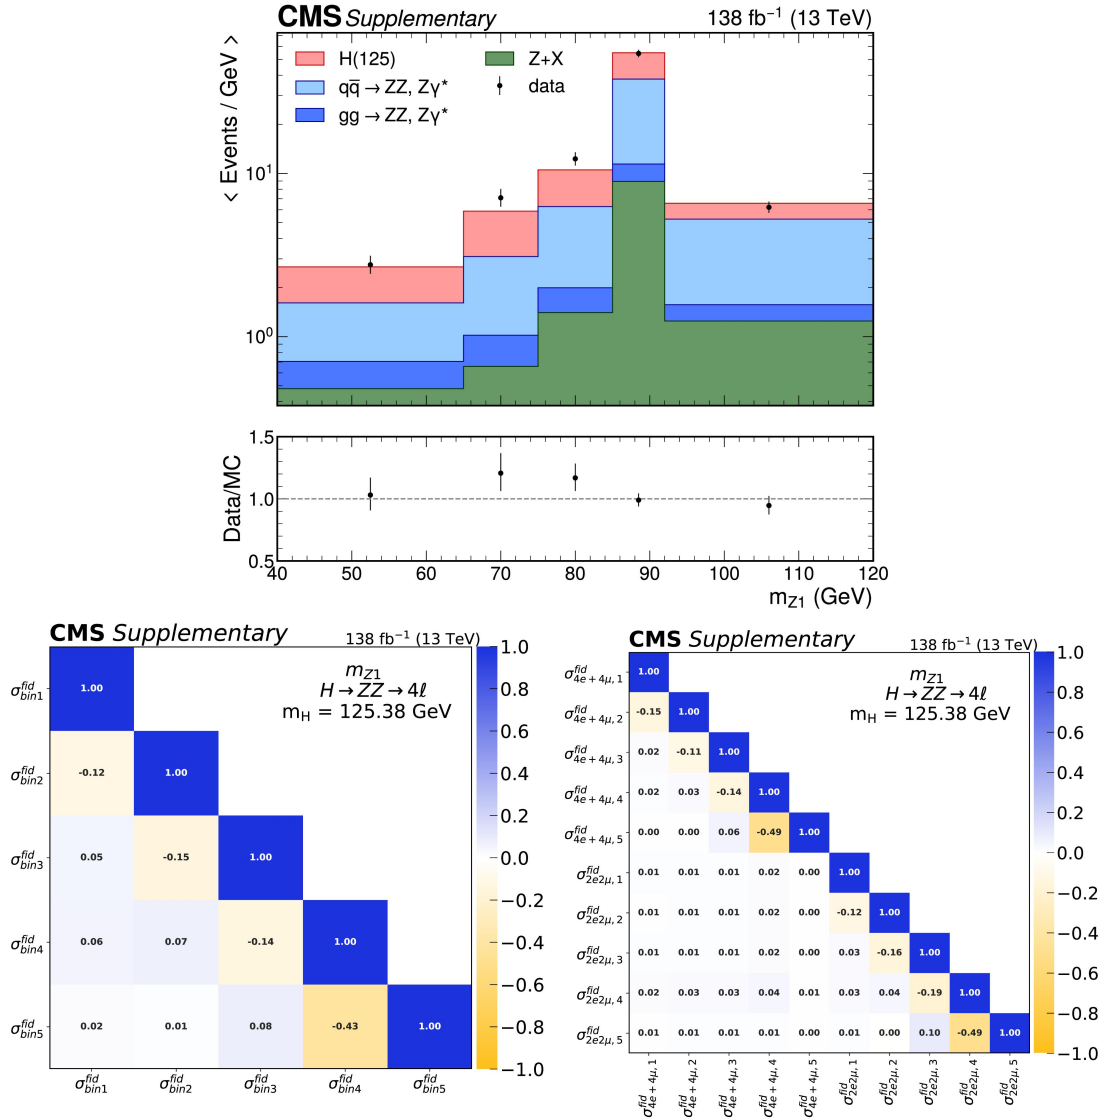 CMS Supplementary 138 fb⁻¹ (13 TeV)
< Events / GeV >
H(125)
qq̅ → ZZ, Zγ*
gg → ZZ, Zγ*
Z+X
data
10¹
10⁰
Data/MC
1.5
1.0
0.5
40 50 60 70 80 90 100 110 120
m_Z1 (GeV)
CMS Supplementary 138 fb⁻¹ (13 TeV)
m_Z1
H → ZZ → 4ℓ
m_H = 125.38 GeV
σ^fid_bin1 1.00
σ^fid_bin2 -0.12 1.00
σ^fid_bin3 0.05 -0.15 1.00
σ^fid_bin4 0.06 0.07 -0.14 1.00
σ^fid_bin5 0.02 0.01 0.08 -0.43 1.00
σ^fid_bin1 σ^fid_bin2 σ^fid_bin3 σ^fid_bin4 σ^fid_bin5
1.0
0.8
0.6
0.4
0.2
0.0
−0.2
−0.4
−0.6
−0.8
−1.0
CMS Supplementary 138 fb⁻¹ (13 TeV)
m_Z1
H → ZZ → 4ℓ
m_H = 125.38 GeV
σ^fid_4e+4μ,1 1.00
σ^fid_4e+4μ,2 -0.15 1.00
σ^fid_4e+4μ,3 0.02 -0.11 1.00
σ^fid_4e+4μ,4 0.02 0.03 -0.14 1.00
σ^fid_4e+4μ,5 0.00 0.00 0.06 -0.49 1.00
σ^fid_2e2μ,1 0.01 0.01 0.01 0.02 0.00 1.00
σ^fid_2e2μ,2 0.01 0.01 0.01 0.02 0.00 -0.12 1.00
σ^fid_2e2μ,3 0.01 0.01 0.01 0.02 0.00 0.03 -0.16 1.00
σ^fid_2e2μ,4 0.02 0.03 0.03 0.04 0.01 0.03 0.04 -0.19 1.00
σ^fid_2e2μ,5 0.01 0.01 0.01 0.00 0.00 0.01 0.00 0.10 -0.49 1.00
σ^fid_4e+4μ,1 σ^fid_4e+4μ,2 σ^fid_4e+4μ,3 σ^fid_4e+4μ,4 σ^fid_4e+4μ,5 σ^fid_2e2μ,1 σ^fid_2e2μ,2 σ^fid_2e2μ,3 σ^fid_2e2μ,4 σ^fid_2e2μ,5
1.0
0.8
0.6
0.4
0.2
0.0
−0.2
−0.4
−0.6
−0.8
−1.0